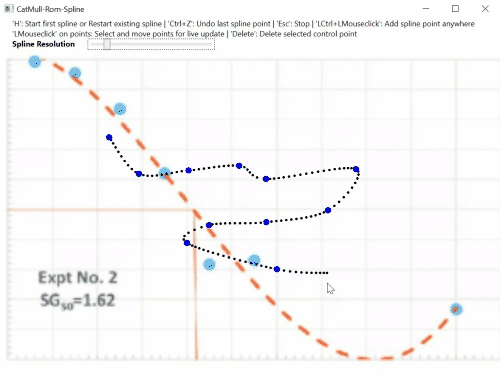 CatMull-Rom-Spline
'H': Start first spline or Restart existing spline | 'Ctrl+Z': Undo last spline point | 'Esc': Stop | 'LCtrl+LMouseclick': Add spline point anywhere
'LMouseclick' on points: Select and move points for live update | 'Delete': Delete selected control point
Spline Resolution
Expt No. 2
SG50=1.62